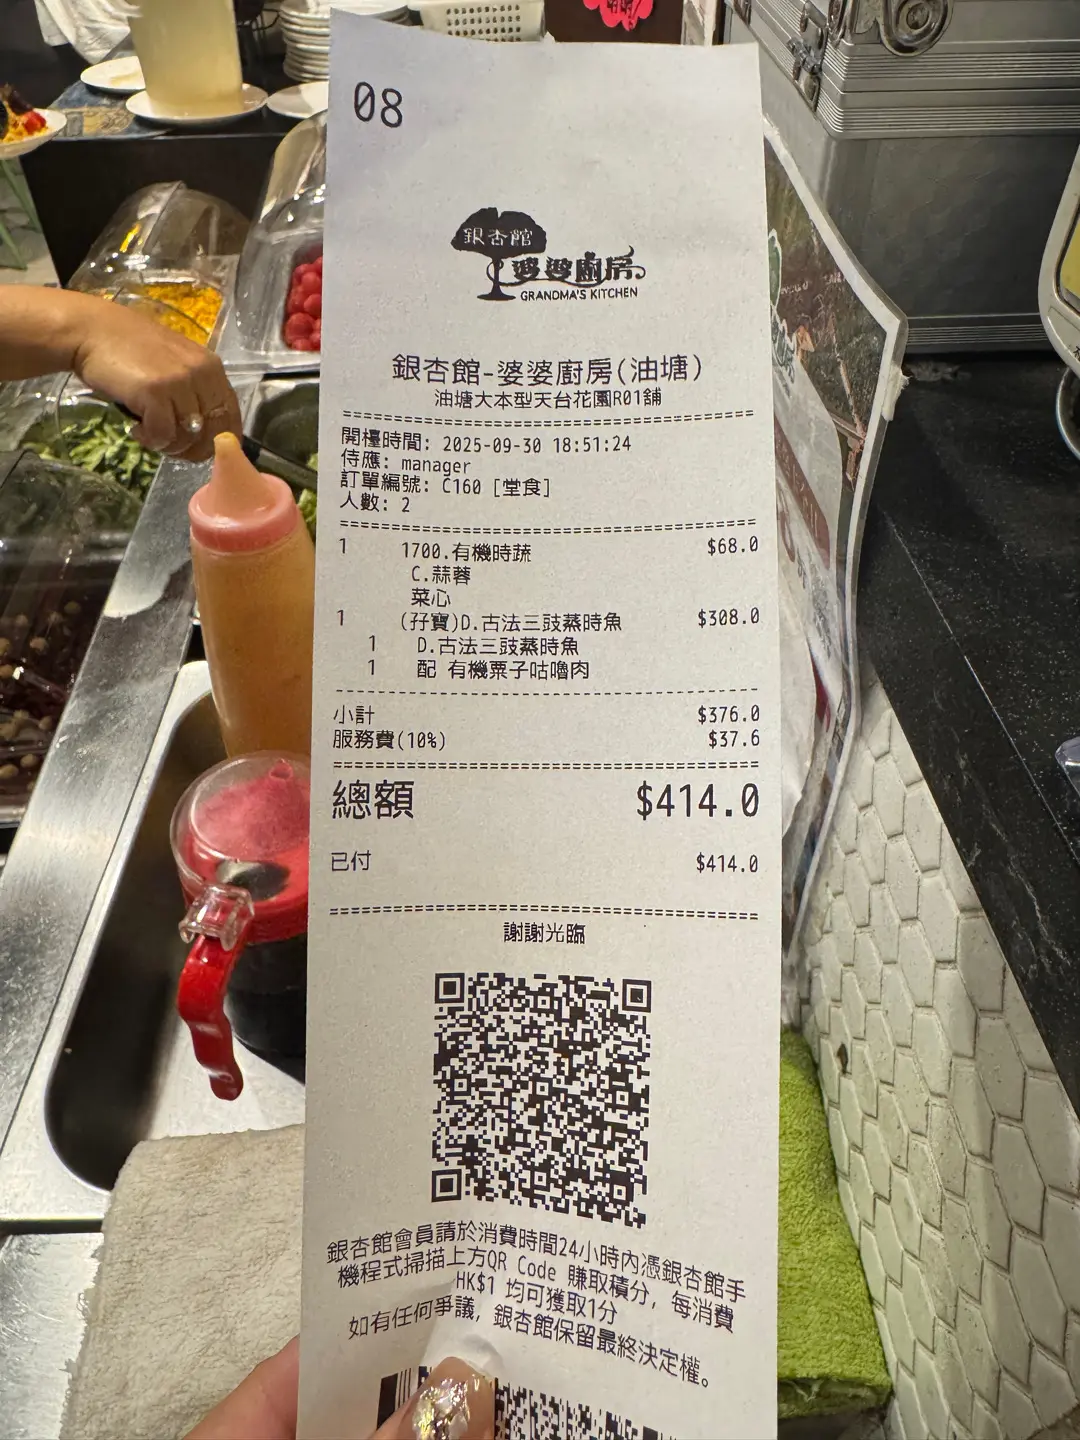 08
銀杏館
婆婆廚房
GRANDMA'S KITCHEN
銀杏館-婆婆廚房(油塘)
油塘大本型天台花園R01舖
開檯時間: 2025-09-30 18:51:24
侍應: manager
訂單編號: C160 [堂食]
人數: 2
1 1700.有機時蔬 $68.0
C.蒜蓉
菜心
1 (孖寶)D.古法三豉蒸時魚 $308.0
1 D.古法三豉蒸時魚
1 配 有機栗子咕嚕肉
小計 $376.0
服務費(10%) $37.6
總額 $414.0
已付 $414.0
謝謝光臨
銀杏館會員請於消費時間24小時內憑銀杏館手
機程式掃描上方QR Code 賺取積分, 每消費
HK$1 均可獲取1分
如有任何爭議, 銀杏館保留最終決定權。